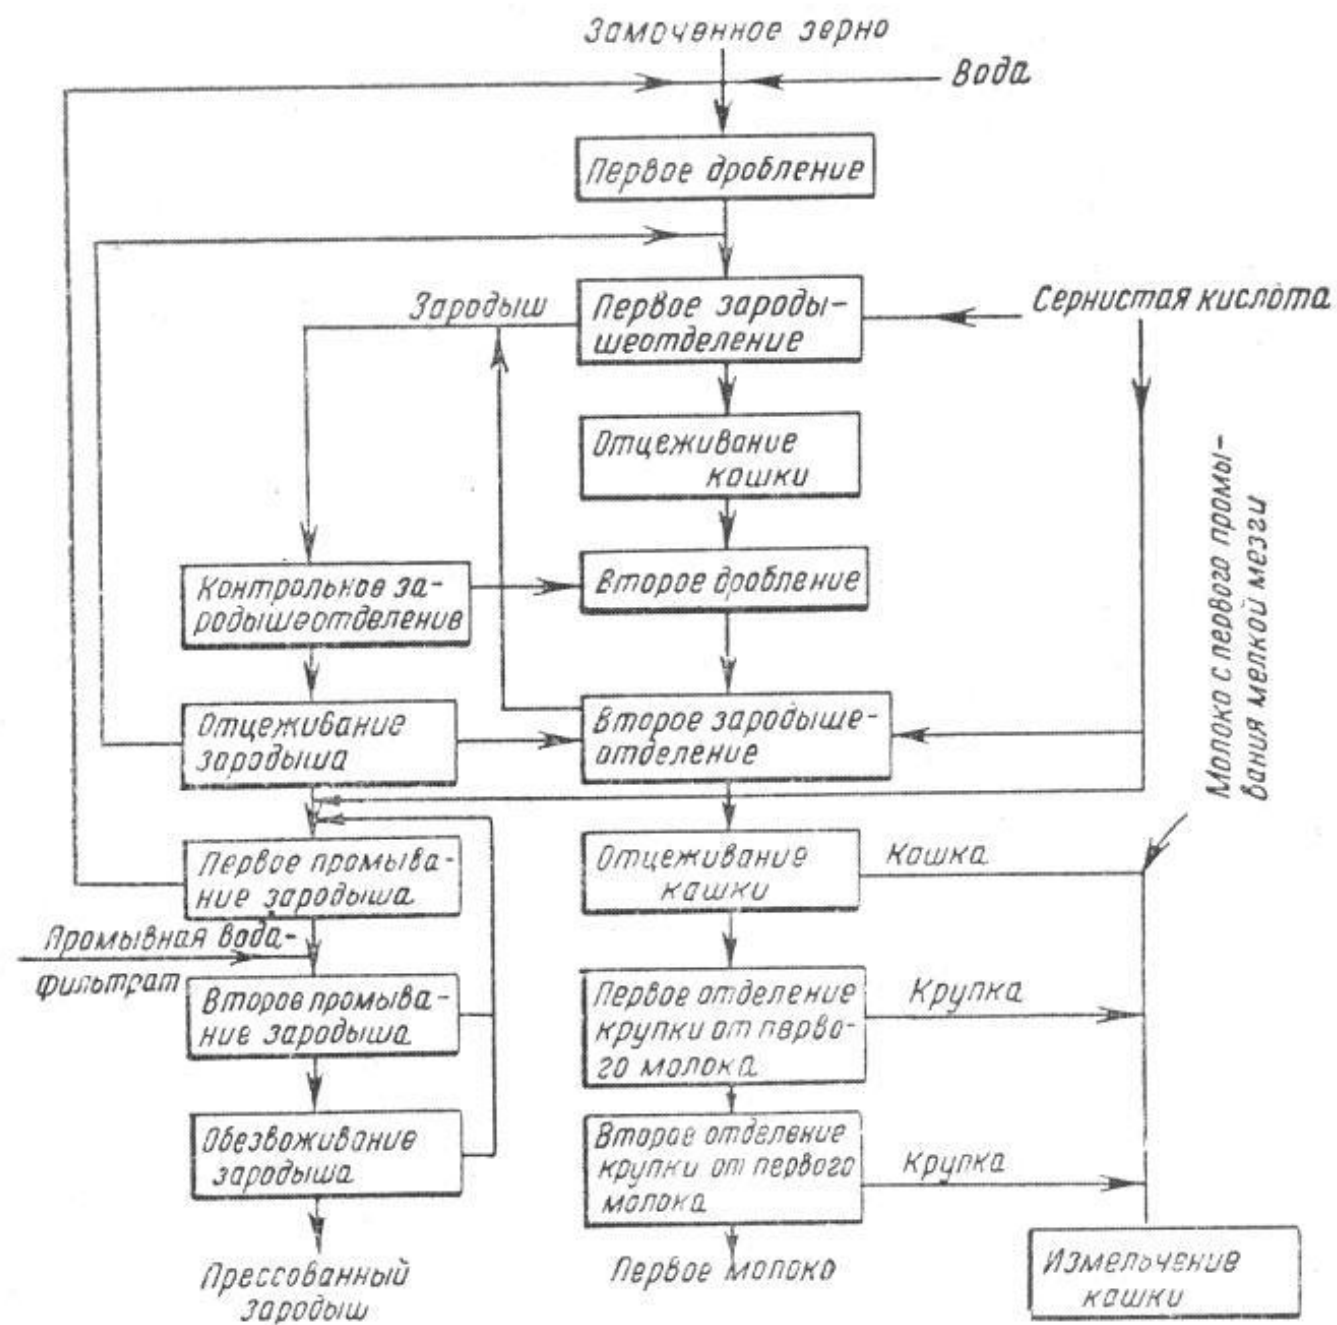 Замоченное зерно
Вода
Первое дробление
Зародыш
Первое зароды-
шеотделение
Сернистая кислота
Отцеживание
кашки
Молоко с первого промы-
вания мелкой мезги
Контрольное за-
родышеотделение
Второе дробление
Отцеживание
зародыша
Второе зародыше-
отделение
Первое промыва-
ние зародыша
Отцеживание
кашки
Кашка
Промывная вода-
фильтрат
Второе промыва-
ние зародыша
Первое отделение
крупки от перво-
го молока
Крупка
Обезвоживание
зародыша
Второе отделение
крупки от первого
молока
Крупка
Прессованный
зародыш
Первое молоко
Измельчение
кашки